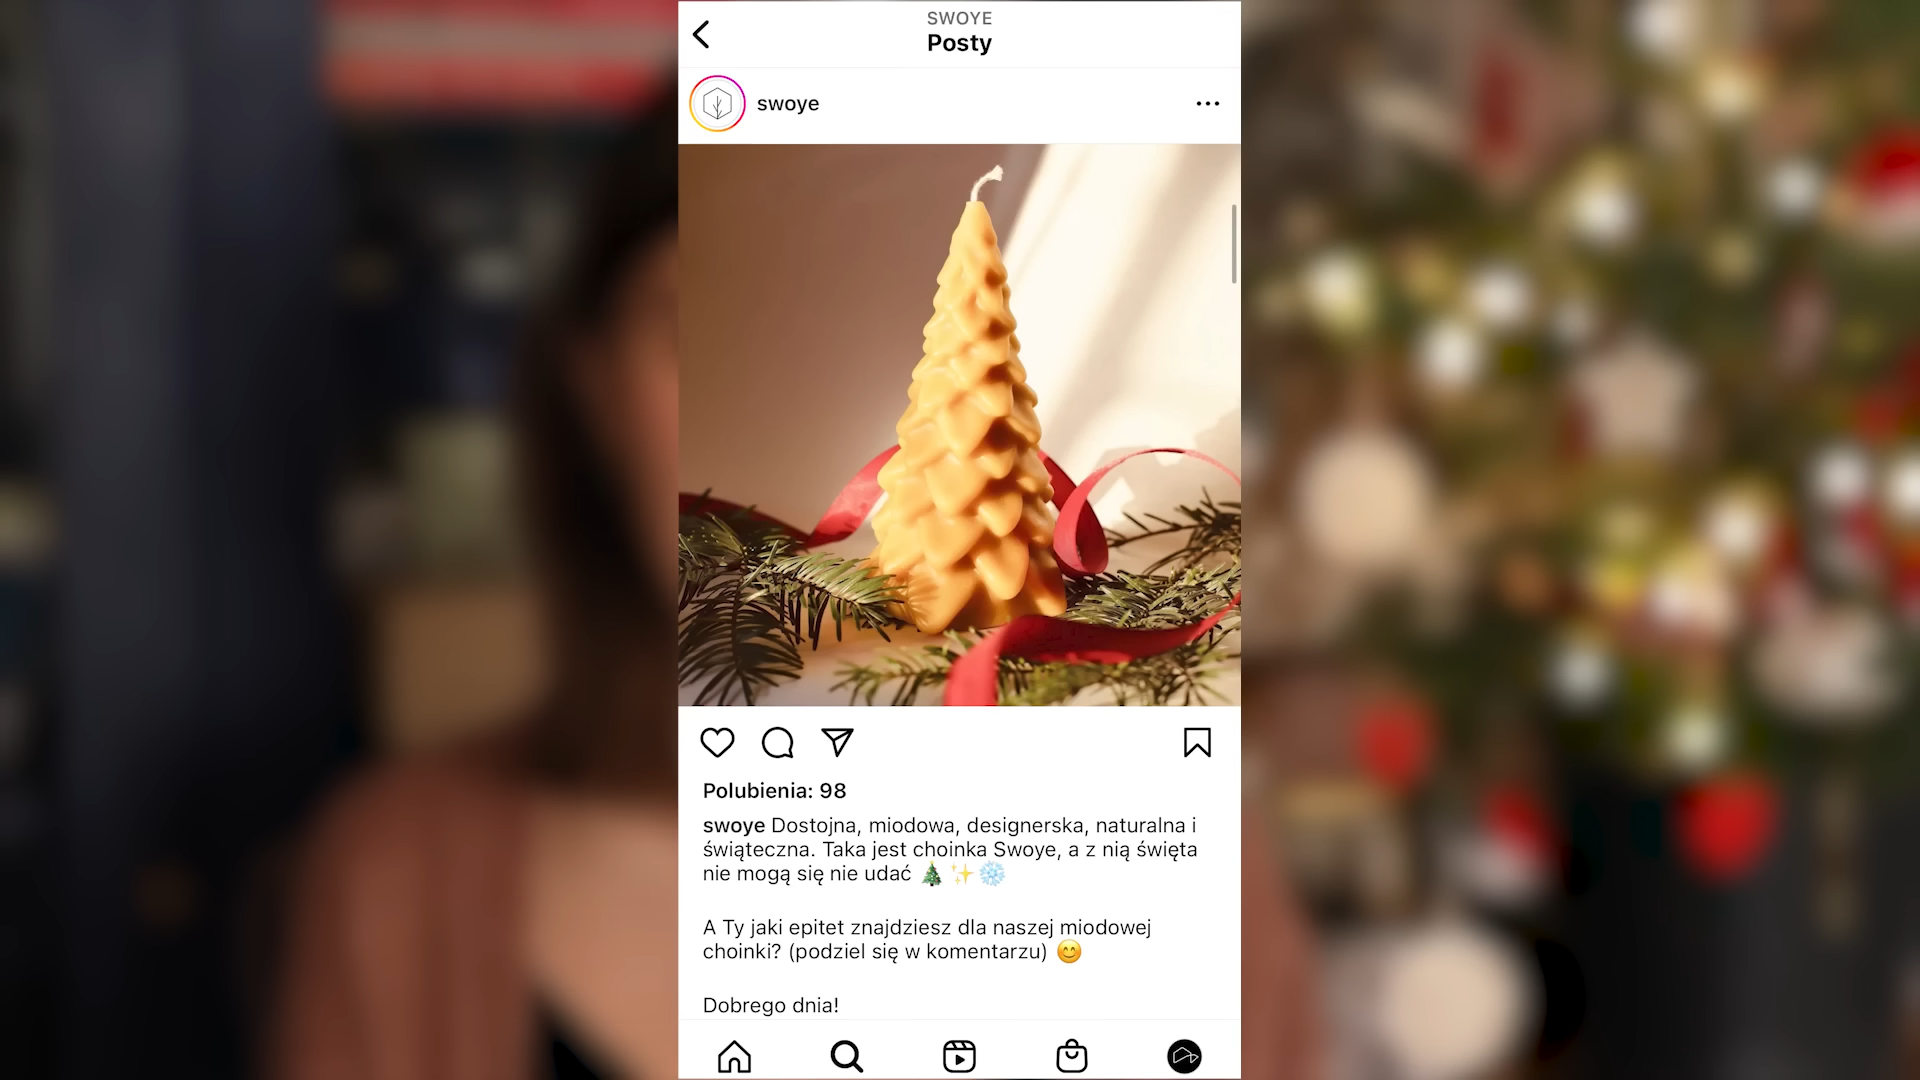 SWOYE
Posty
swoye
Polubienia: 98
swoye Dostojna, miodowa, designerska, naturalna i
świąteczna. Taka jest choinka Swoye, a z nią święta
nie mogą się nie udać 🎄 ✨❄️
A Ty jaki epitet znajdziesz dla naszej miodowej
choinki? (podziel się w komentarzu) 😊
Dobrego dnia!